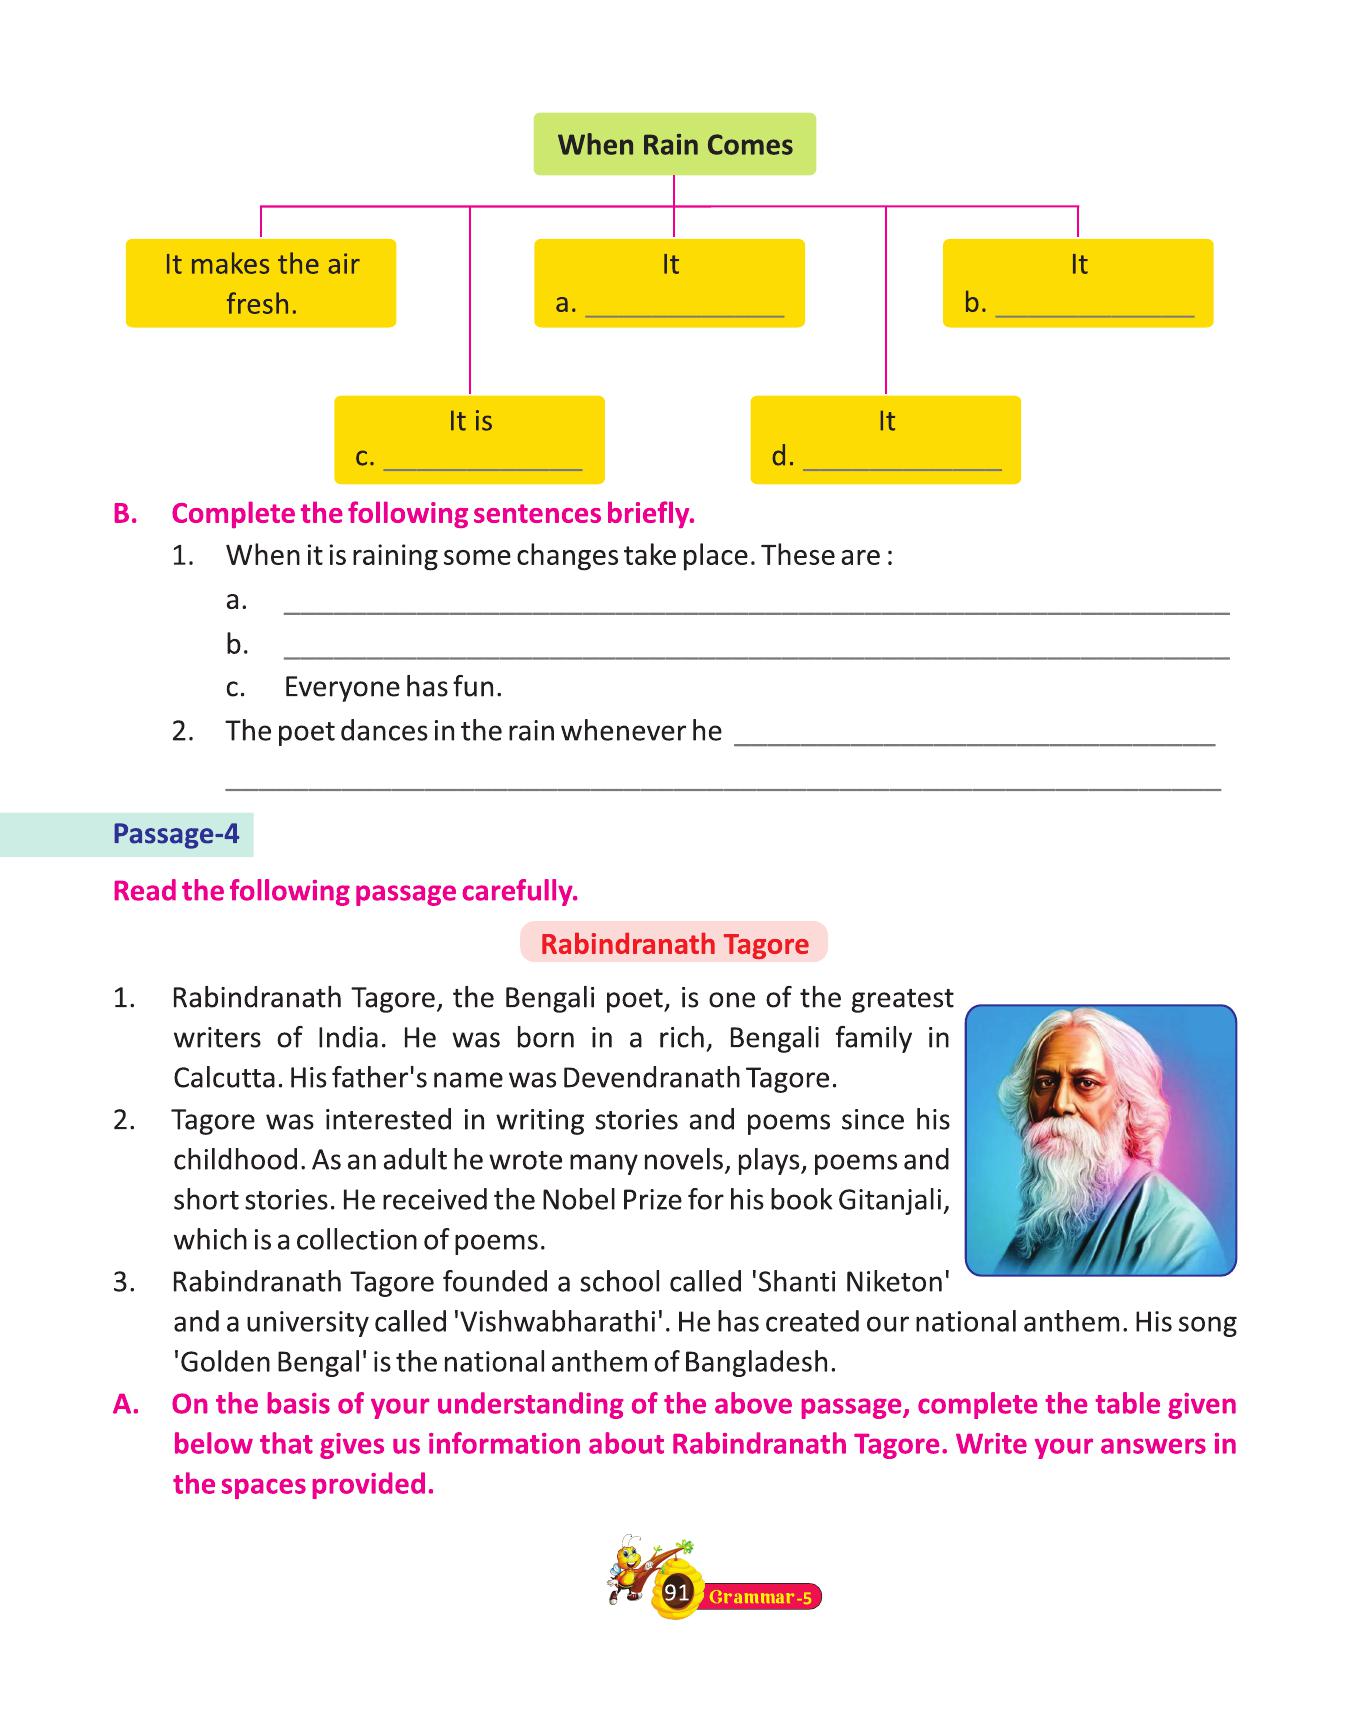 When Rain Comes
It makes the air
fresh.
It
a. ______________
It
b. ______________
It is
c. ______________
It
d. ______________
B. Complete the following sentences briefly.
1. When it is raining some changes take place. These are :
a. ______________
b. ______________
c. Everyone has fun.
2. The poet dances in the rain whenever he ______________
______________
Passage-4
Read the following passage carefully.
Rabindranath Tagore
1. Rabindranath Tagore, the Bengali poet, is one of the greatest
writers of India. He was born in a rich, Bengali family in
Calcutta. His father's name was Devendranath Tagore.
2. Tagore was interested in writing stories and poems since his
childhood. As an adult he wrote many novels, plays, poems and
short stories. He received the Nobel Prize for his book Gitanjali,
which is a collection of poems.
3. Rabindranath Tagore founded a school called 'Shanti Niketon'
and a university called 'Vishwabharathi'. He has created our national anthem. His song
'Golden Bengal' is the national anthem of Bangladesh.
A. On the basis of your understanding of the above passage, complete the table given
below that gives us information about Rabindranath Tagore. Write your answers in
the spaces provided.
91 Grammar-5